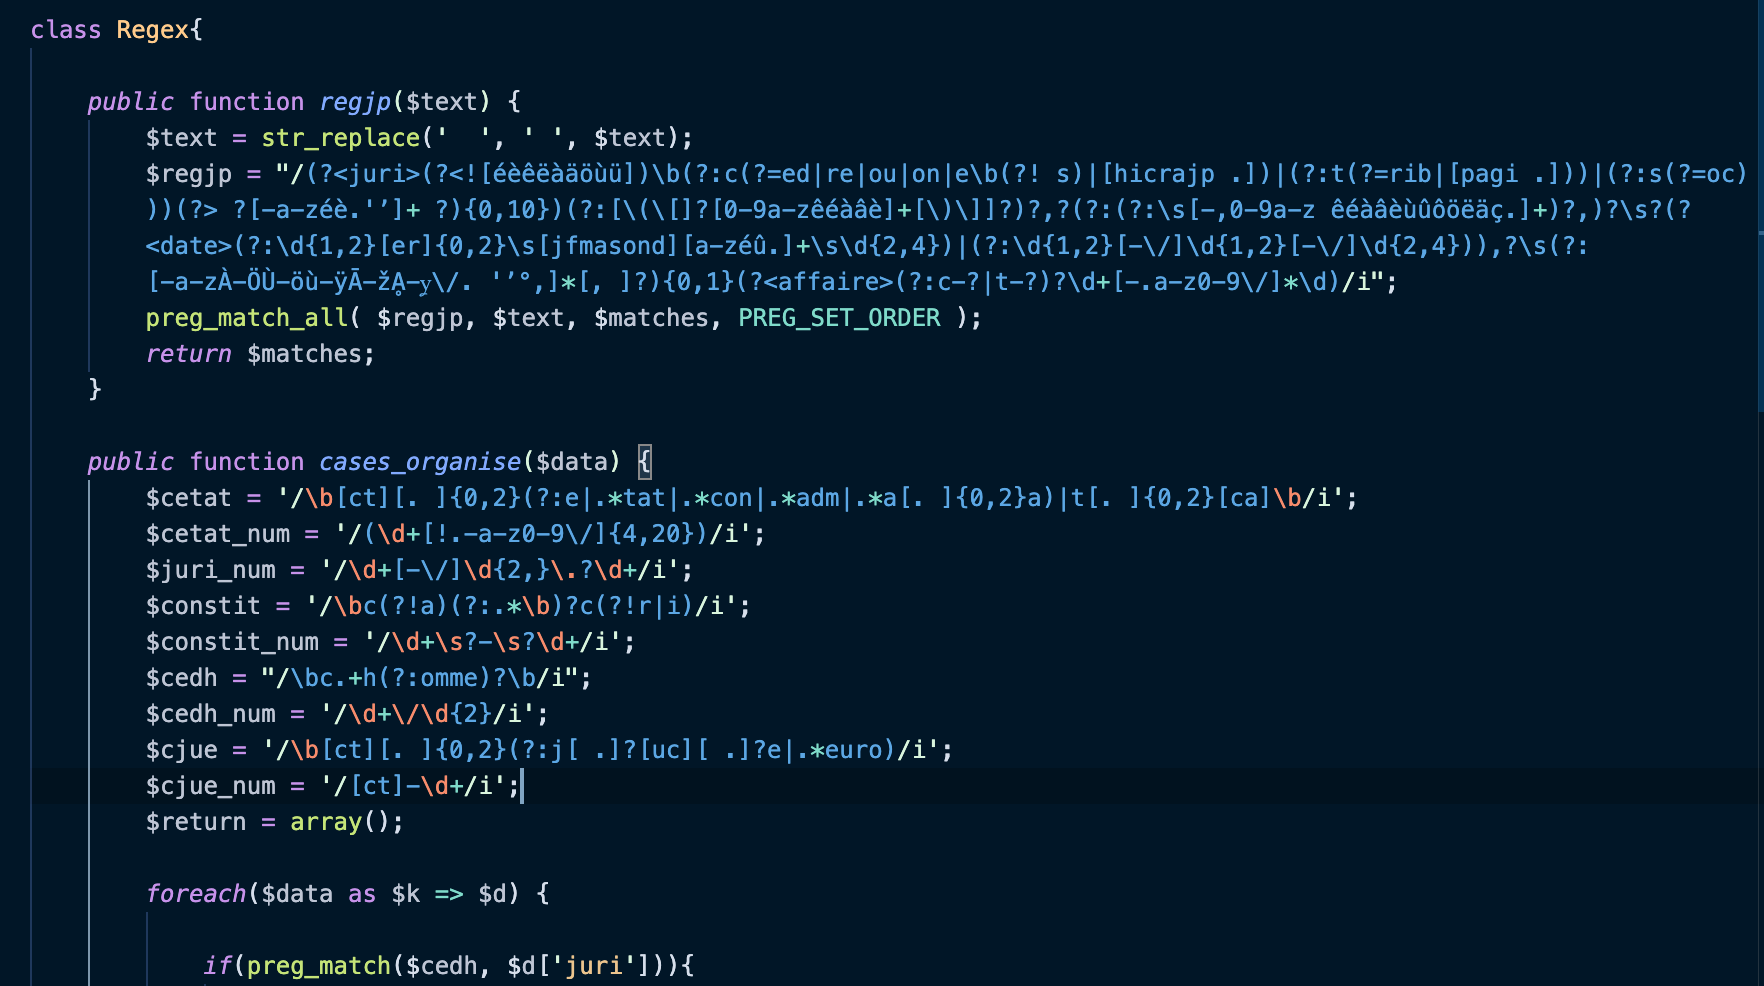 class Regex{
public function regjp($text) {
$text = str_replace('  ', ' ', $text);
$regjp = "/(?<juri>(?<![éèêëàäöùü])\b(?:c(?=ed|re|ou|on|e\b(?! s)|[hicrajp .])|(?:t(?=rib|[pagi .]))|(?:s(?=oc)
))(?> ?[-a-zéè.'’]+ ?){0,10})(?:[\(\[]?[0-9a-zêéàâè]+[\)\]]?)?,?(?:(?:\s[-,0-9a-z êéàâèùûôöëäç.]+)?,)?\s?(?
<date>(?:\d{1,2}[er]{0,2}\s[jfmasond][a-zéû.]+\s\d{2,4})|(?:\d{1,2}[-\/]\d{1,2}[-\/]\d{2,4})),?\s(?:
[-a-zÀ-ÖÙ-öù-ÿĀ-žḀ-ỿ\/. '’°,]*[, ]?){0,1}(?<affaire>(?:c-?|t-?)?\d+[-.a-z0-9\/]*\d)/i";
preg_match_all( $regjp, $text, $matches, PREG_SET_ORDER );
return $matches;
}
public function cases_organise($data) {
$cetat = '/\b[ct][. ]{0,2}(?:e|.*tat|.*con|.*adm|.*a[. ]{0,2}a)|t[. ]{0,2}[ca]\b/i';
$cetat_num = '/(\d+[!.-a-z0-9\/]{4,20})/i';
$juri_num = '/\d+[-\/]\d{2,}\.?\d+/i';
$constit = '/\bc(?!a)(?:.*\b)?c(?!r|i)/i';
$constit_num = '/\d+\s?-\s?\d+/i';
$cedh = "/\bc.+h(?:omme)?\b/i";
$cedh_num = '/\d+\/\d{2}/i';
$cjue = '/\b[ct][. ]{0,2}(?:j[ .]?[uc][ .]?e|.*euro)/i';
$cjue_num = '/[ct]-\d+/i';
$return = array();
foreach($data as $k => $d) {
if(preg_match($cedh, $d['juri'])){